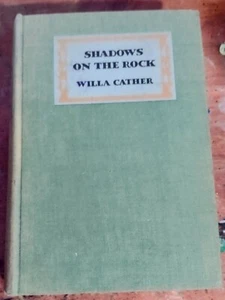 SHADOWS
ON THE ROCK
WILLA CATHER